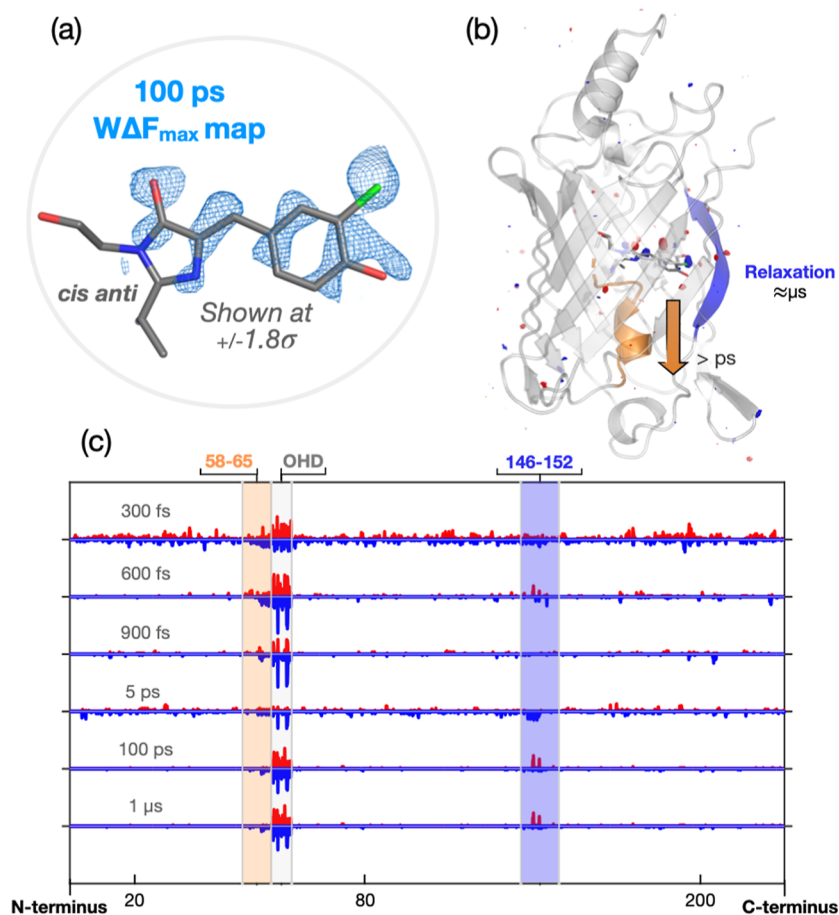 (a)
100 ps
WΔFmax map
cis anti
Shown at
+/-1.8σ
(b)
Relaxation
≈μs
> ps
(c)
58-65
OHD
146-152
300 fs
600 fs
900 fs
5 ps
100 ps
1 μs
N-terminus
20
80
200
C-terminus